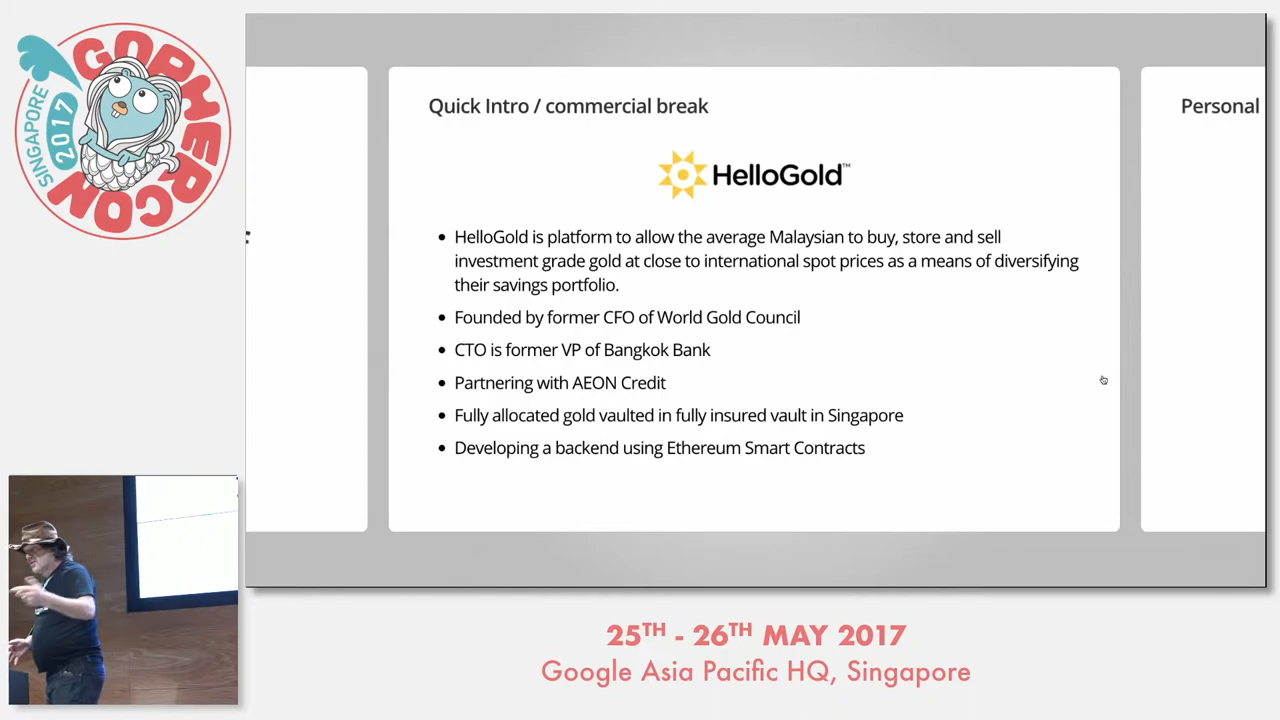 GOPHERCON
SINGAPORE
2017
Quick Intro / commercial break
Personal
HelloGold™
• HelloGold is platform to allow the average Malaysian to buy, store and sell
investment grade gold at close to international spot prices as a means of diversifying
their savings portfolio.
• Founded by former CFO of World Gold Council
• CTO is former VP of Bangkok Bank
• Partnering with AEON Credit
• Fully allocated gold vaulted in fully insured vault in Singapore
• Developing a backend using Ethereum Smart Contracts
25TH - 26TH MAY 2017
Google Asia Pacific HQ, Singapore